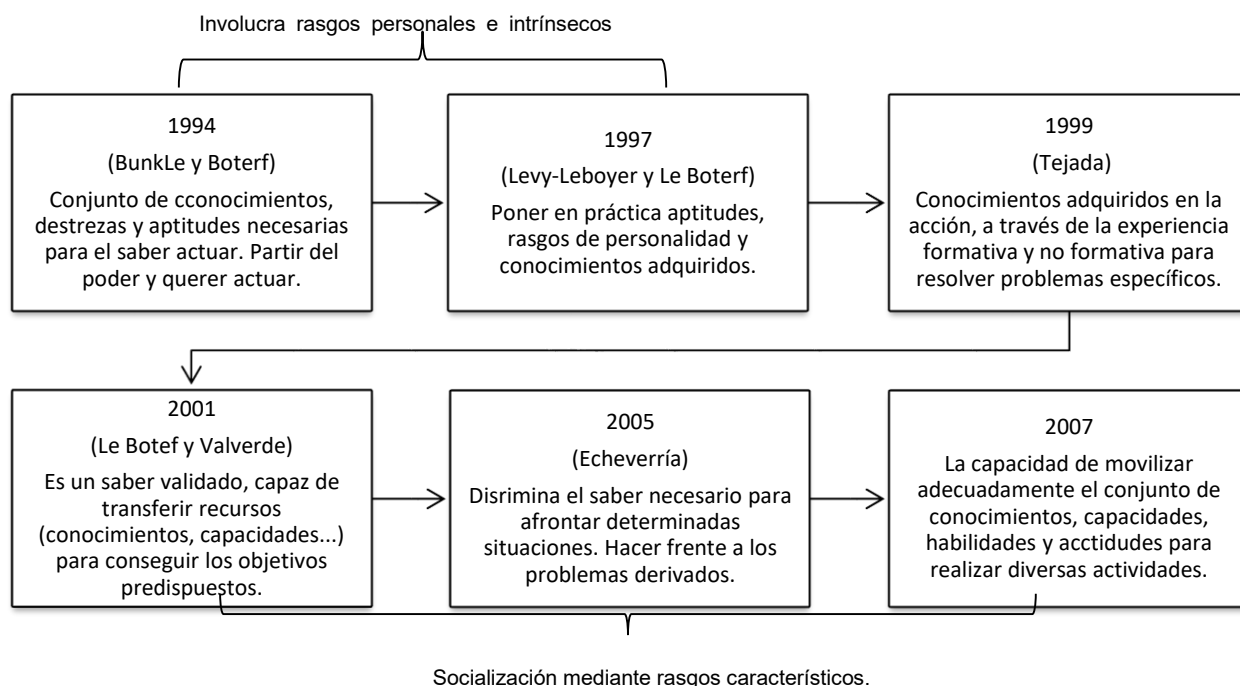 Involucra rasgos personales e intrínsecos
1994
(BunkLe y Boterf)
Conjunto de cconocimientos,
destrezas y aptitudes necesarias
para el saber actuar. Partir del
poder y querer actuar.
1997
(Levy-Leboyer y Le Boterf)
Poner en práctica aptitudes,
rasgos de personalidad y
conocimientos adquiridos.
1999
(Tejada)
Conocimientos adquiridos en la
acción, a través de la experiencia
formativa y no formativa para
resolver problemas específicos.
2001
(Le Botef y Valverde)
Es un saber validado, capaz de
transferir recursos
(conocimientos, capacidades...)
para conseguir los objetivos
predispuestos.
2005
(Echeverría)
Disrimina el saber necesario para
afrontar determinadas
situaciones. Hacer frente a los
problemas derivados.
2007
La capacidad de movilizar
adecuadamente el conjunto de
conocimientos, capacidades,
habilidades y acctidudes para
realizar diversas actividades.
Socialización mediante rasgos característicos.